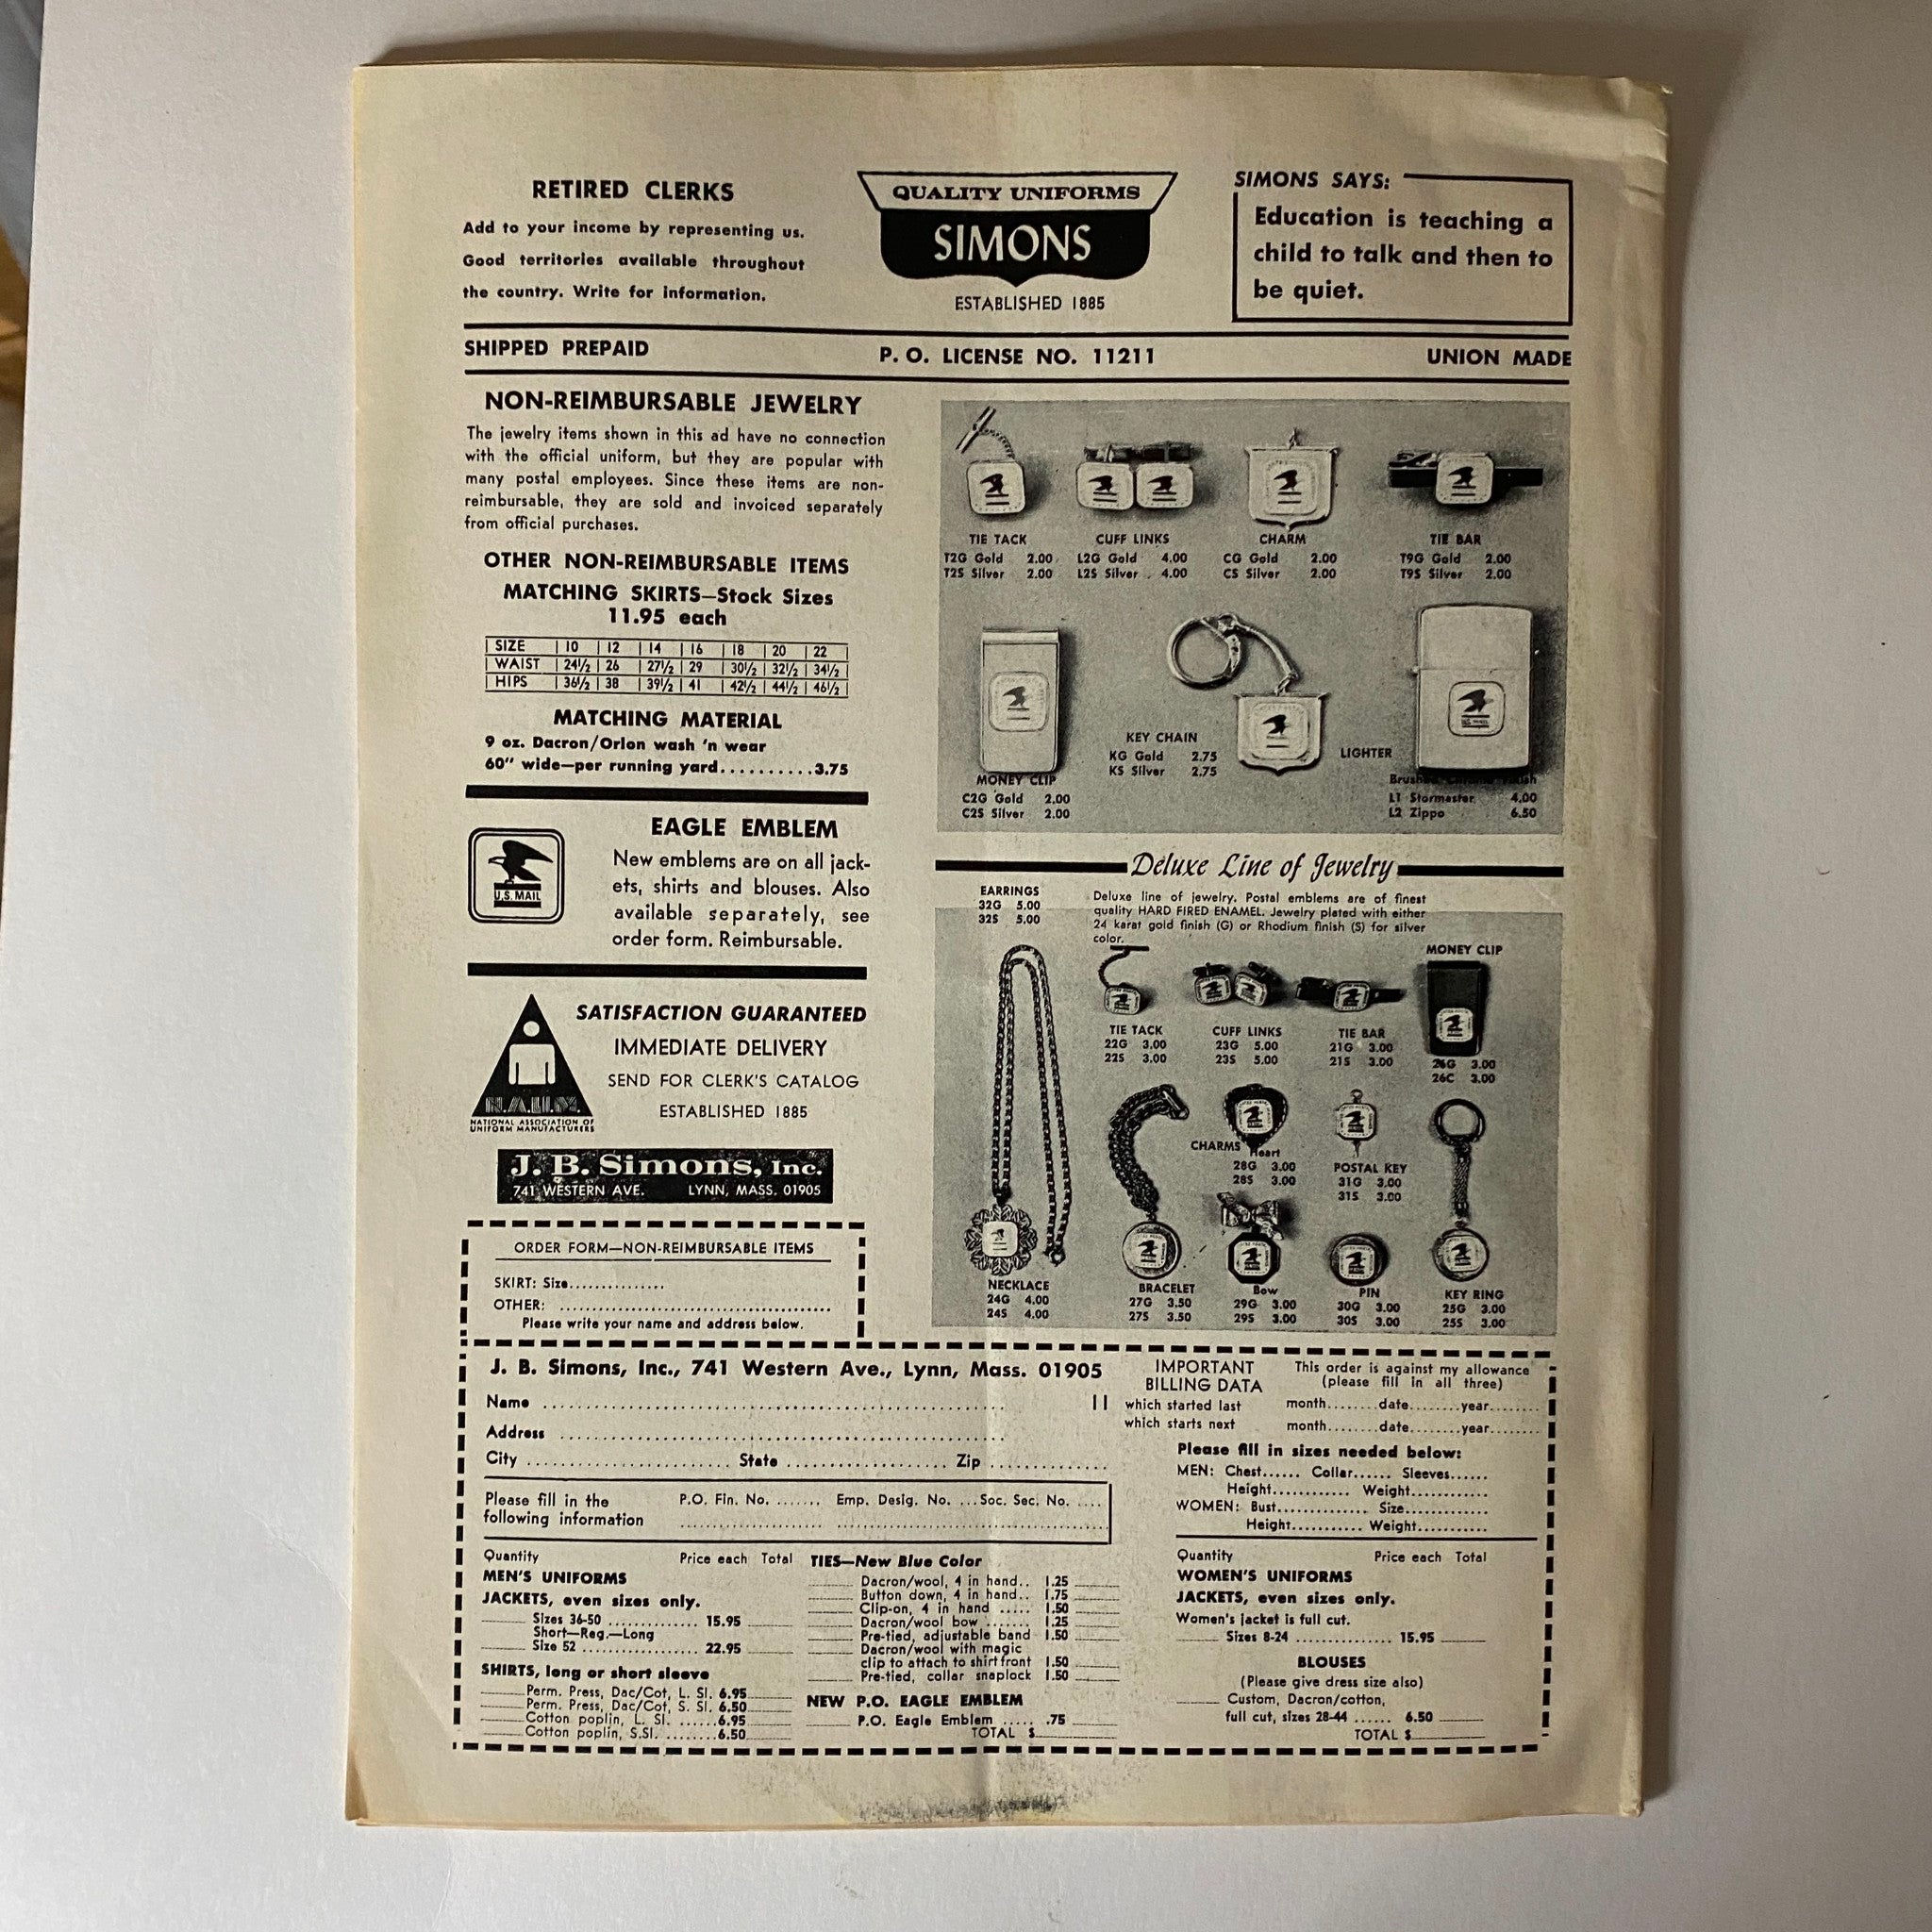 RETIRED CLERKS
Add to your income by representing us.
Good territories available throughout
the country. Write for information.
QUALITY UNIFORMS
SIMONS
ESTABLISHED 1885
SIMONS SAYS:
Education is teaching a
child to talk and then to
be quiet.
SHIPPED PREPAID P. O. LICENSE NO. 11211 UNION MADE
NON-REIMBURSABLE JEWELRY
The jewelry items shown in this ad have no connection
with the official uniform, but they are popular with
many postal employees. Since these items are non-
reimbursable, they are sold and invoiced separately
from official purchases.
OTHER NON-REIMBURSABLE ITEMS
MATCHING SKIRTS—Stock Sizes
11.95 each
SIZE | 10 | 12 | 14 | 16 | 18 | 20 | 22
WAIST | 24½ | 26 | 27½ | 29 | 30½ | 32½ | 34½
HIPS | 36½ | 38 | 39½ | 41 | 42½ | 44½ | 46½
MATCHING MATERIAL
9 oz. Dacron/Orlon wash 'n wear
60" wide—per running yard..........3.75
EAGLE EMBLEM
U.S. MAIL
New emblems are on all jack-
ets, shirts and blouses. Also
available separately, see
order form. Reimbursable.
SATISFACTION GUARANTEED
IMMEDIATE DELIVERY
SEND FOR CLERK'S CATALOG
ESTABLISHED 1885
N.A.U.M.
NATIONAL ASSOCIATION OF
UNIFORM MANUFACTURERS
J. B. Simons, Inc.
741 WESTERN AVE. LYNN, MASS. 01905
TIE TACK
T2G Gold 2.00
T2S Silver 2.00
CUFF LINKS
L2G Gold 4.00
L2S Silver 4.00
CHARM
CG Gold 2.00
CS Silver 2.00
TIE BAR
T9G Gold 2.00
T9S Silver 2.00
MONEY CLIP
C2G Gold 2.00
C2S Silver 2.00
KEY CHAIN
KG Gold 2.75
KS Silver 2.75
LIGHTER
Brushed Chrome Finish
L1 Stormaster 4.00
L2 Zippo 6.50
Deluxe Line of Jewelry
EARRINGS
32G 5.00
32S 5.00
Deluxe line of jewelry. Postal emblems are of finest
quality HARD FIRED ENAMEL. Jewelry plated with either
24 karat gold finish (G) or Rhodium finish (S) for silver
color.
TIE TACK
22G 3.00
22S 3.00
CUFF LINKS
23G 5.00
23S 5.00
TIE BAR
21G 3.00
21S 3.00
MONEY CLIP
26G 3.00
26C 3.00
CHARMS
Heart
28G 3.00
28S 3.00
POSTAL KEY
31G 3.00
31S 3.00
NECKLACE
24G 4.00
24S 4.00
BRACELET
27G 3.50
27S 3.50
Bow
29G 3.00
29S 3.00
PIN
30G 3.00
30S 3.00
KEY RING
25G 3.00
25S 3.00
ORDER FORM—NON-REIMBURSABLE ITEMS
SKIRT: Size...............
OTHER: ..........................................
Please write your name and address below.
J. B. Simons, Inc., 741 Western Ave., Lynn, Mass. 01905
Name ..........................................................
Address ........................................................
City .............................. State ....................... Zip ................
11
IMPORTANT
BILLING DATA
This order is against my allowance
(please fill in all three)
which started last month........date........year........
which starts next month........date........year........
Please fill in the
following information
P.O. Fin. No. ....... Emp. Desig. No. ...Soc. Sec. No. ....
Please fill in sizes needed below:
MEN: Chest...... Collar...... Sleeves......
Height............ Weight............
WOMEN: Bust.............. Size...............
Height........... Weight...........
Quantity Price each Total
MEN'S UNIFORMS
JACKETS, even sizes only.
Sizes 36-50 .............. 15.95
Short—Reg.—Long
Size 52 .................... 22.95
SHIRTS, long or short sleeve
Perm. Press, Dac/Cot, L. Sl. 6.95
Perm. Press, Dac/Cot, S. Sl. 6.50
Cotton poplin, L. Sl. ......6.95
Cotton poplin, S.Sl. ........6.50
TIES—New Blue Color
Dacron/wool, 4 in hand.. 1.25
Button down, 4 in hand.. 1.75
Clip-on, 4 in hand ..... 1.50
Dacron/wool bow ....... 1.25
Pre-tied, adjustable band 1.50
Dacron/wool with magic
clip to attach to shirt front 1.50
Pre-tied, collar snaplock 1.50
NEW P.O. EAGLE EMBLEM
P.O. Eagle Emblem ..... .75
TOTAL $
Quantity Price each Total
WOMEN'S UNIFORMS
JACKETS, even sizes only.
Women's jacket is full cut.
Sizes 8-24 ................ 15.95
BLOUSES
(Please give dress size also)
Custom, Dacron/cotton,
full cut, sizes 28-44 ...... 6.50
TOTAL $